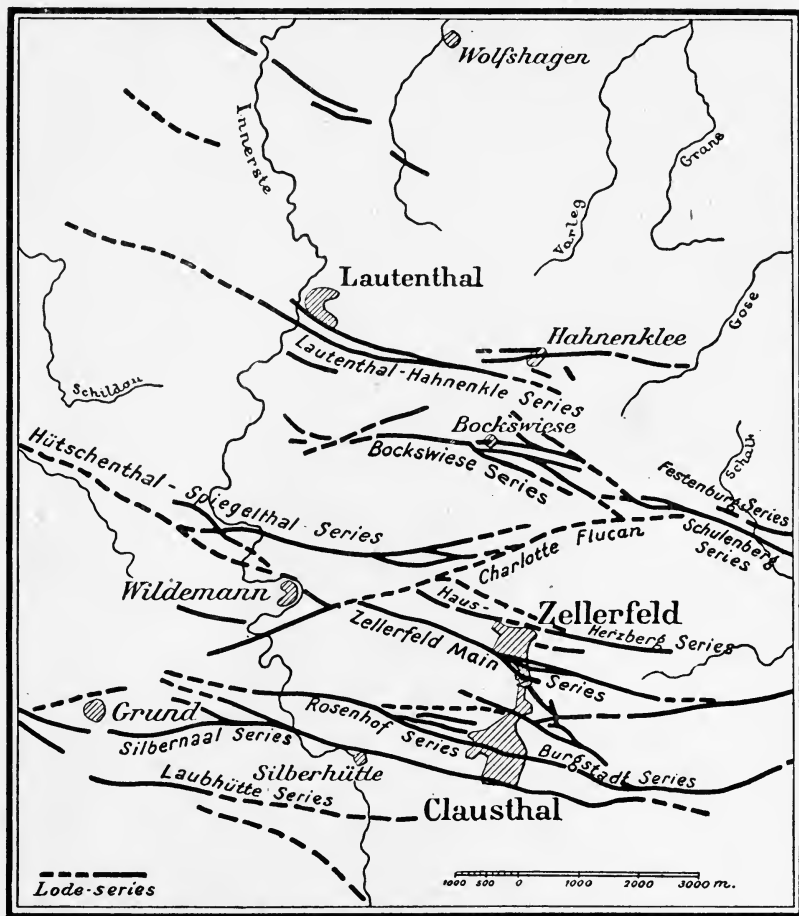 Wolfshagen
Innerste
Grans
Varleg
Gose
Lautenthal
Hahnenklee
Lautenthal-Hahnenkle Series
Schildau
Bockswiese
Bockswiese Series
Schalk
Festenburg Series
Schulenberg Series
Hütschenthal-Spiegelthal Series
Charlotte Flucan
Wildemann
Haus-Herzberg Series
Zellerfeld
Zellerfeld Main Series
Grund
Rosenhof Series
Silbernaal Series
Burgstadt Series
Silberhütte
Laubhütte Series
Clausthal
Lode-series
1000 500 0 1000 2000 3000 m.